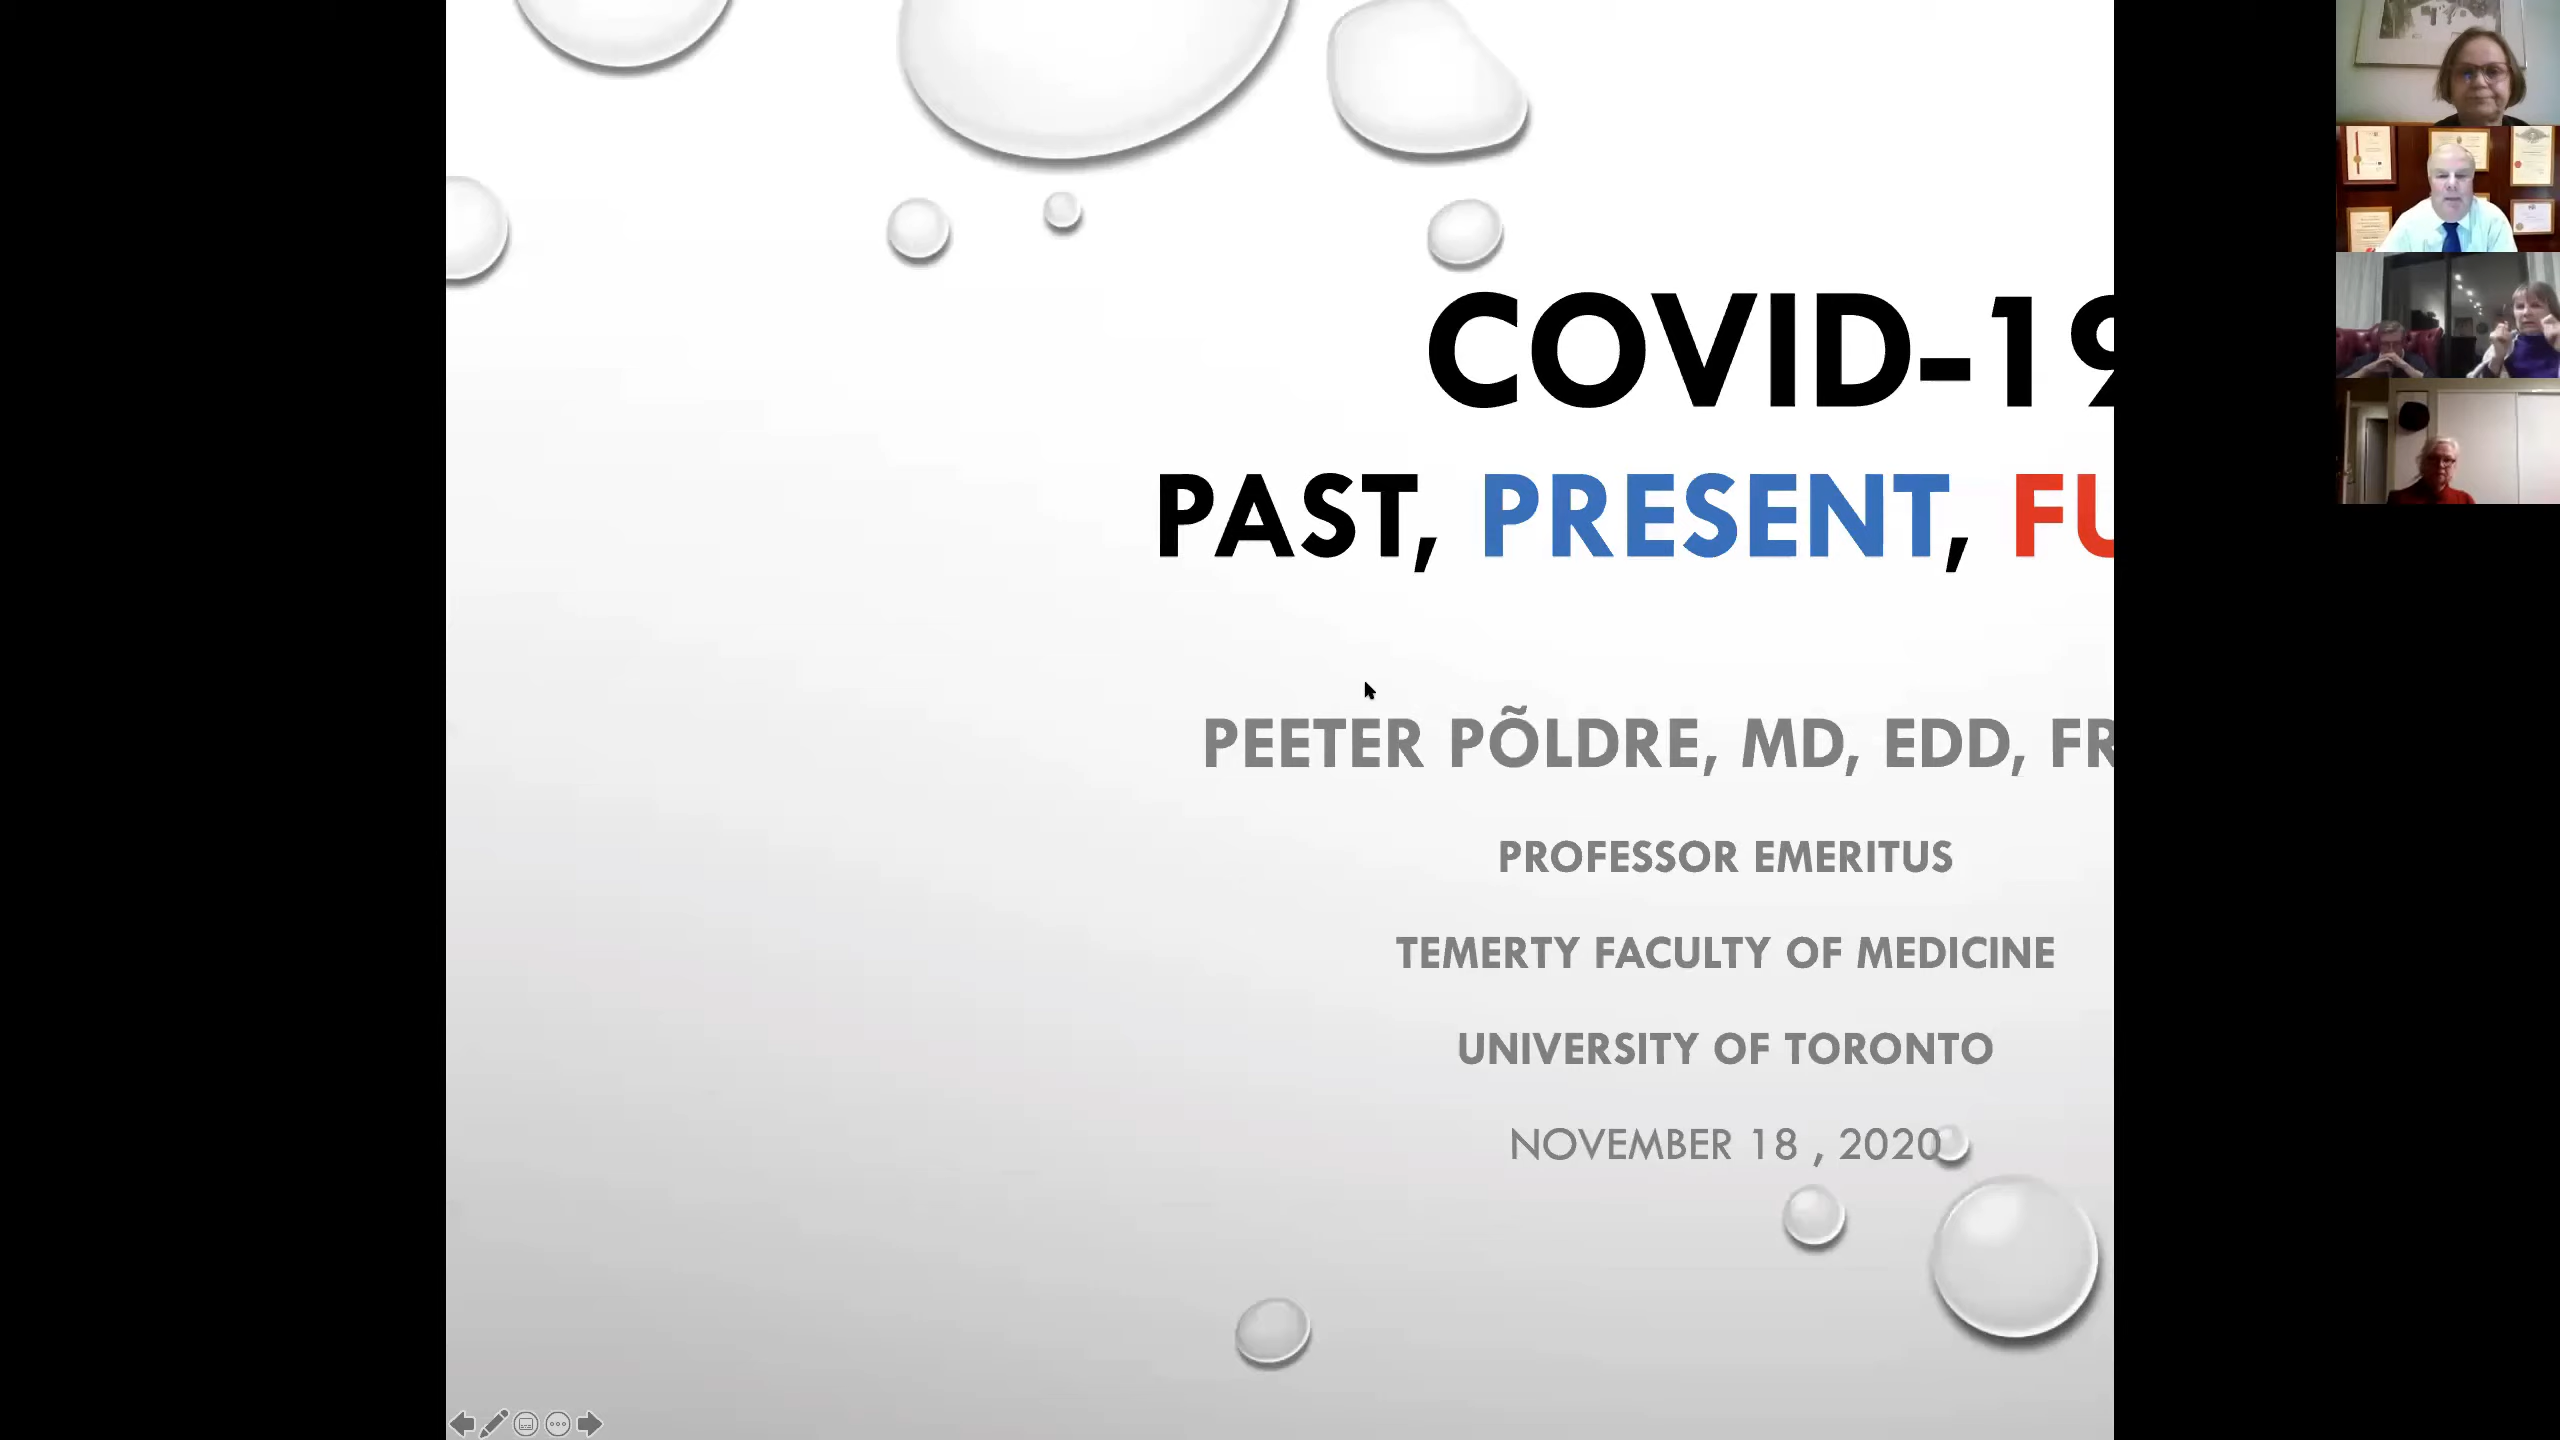 COVID-19
PAST, PRESENT, FU
PEETER PÕLDRE, MD, EDD, FR
PROFESSOR EMERITUS
TEMERTY FACULTY OF MEDICINE
UNIVERSITY OF TORONTO
NOVEMBER 18 , 2020